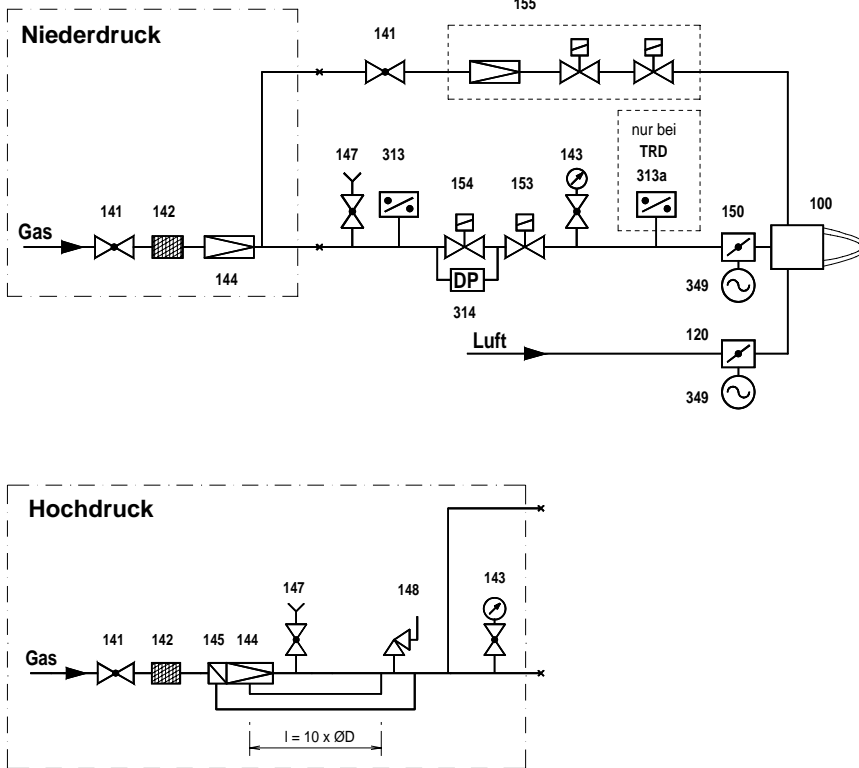 155
Niederdruck
141
nur bei
TRD
313a
147
313
154
153
143
141
142
150
100
Gas
144
DP
314
349
Luft
120
349
Hochdruck
147
148
143
141
142
145
144
Gas
l = 10 x ØD